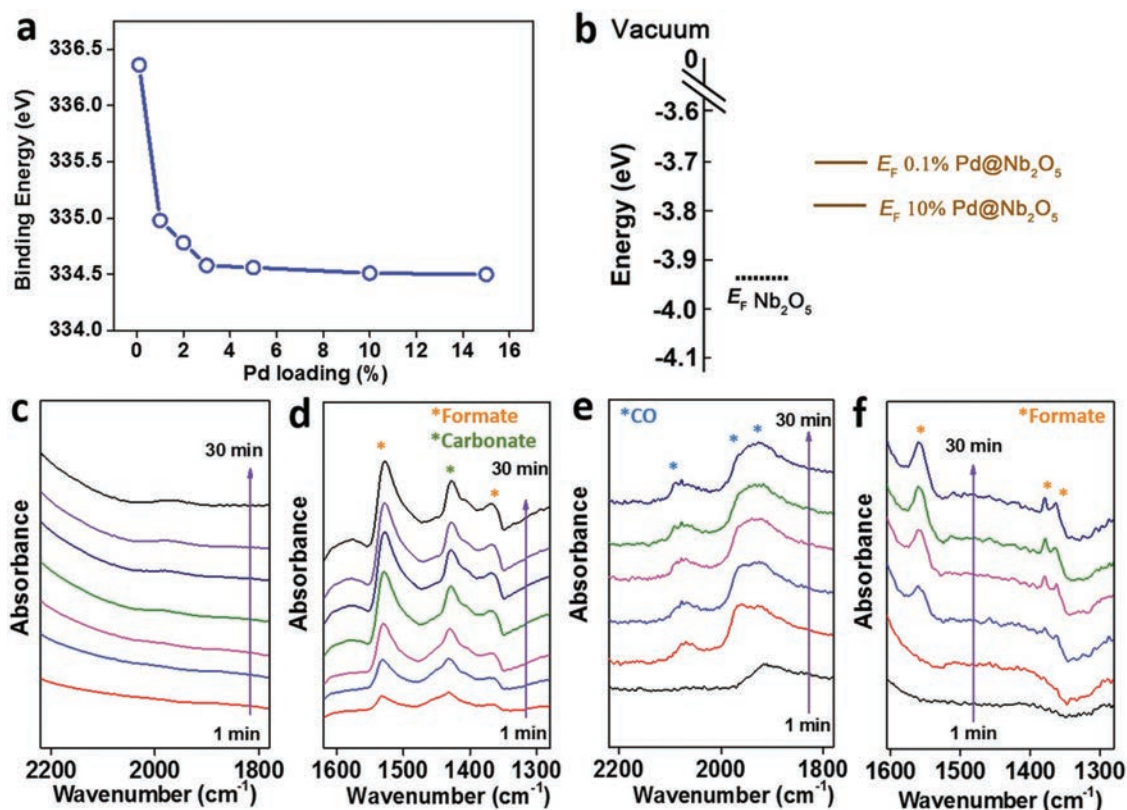 a
336.5
336.0
335.5
335.0
334.5
334.0
Binding Energy (eV)
0 2 4 6 8 10 12 14 16
Pd loading (%)
b Vacuum
0
-3.6
-3.7
-3.8
-3.9
-4.0
-4.1
Energy (eV)
E_F 0.1% Pd@Nb₂O₅
E_F 10% Pd@Nb₂O₅
E_F Nb₂O₅
c
30 min
1 min
Absorbance
2200 2000 1800
Wavenumber (cm⁻¹)
d
*Formate
*Carbonate
* * *
30 min
1 min
Absorbance
1600 1500 1400 1300
Wavenumber (cm⁻¹)
e
*CO
* * *
30 min
1 min
Absorbance
2200 2000 1800
Wavenumber (cm⁻¹)
f
*Formate
* * *
30 min
1 min
Absorbance
1600 1500 1400 1300
Wavenumber (cm⁻¹)